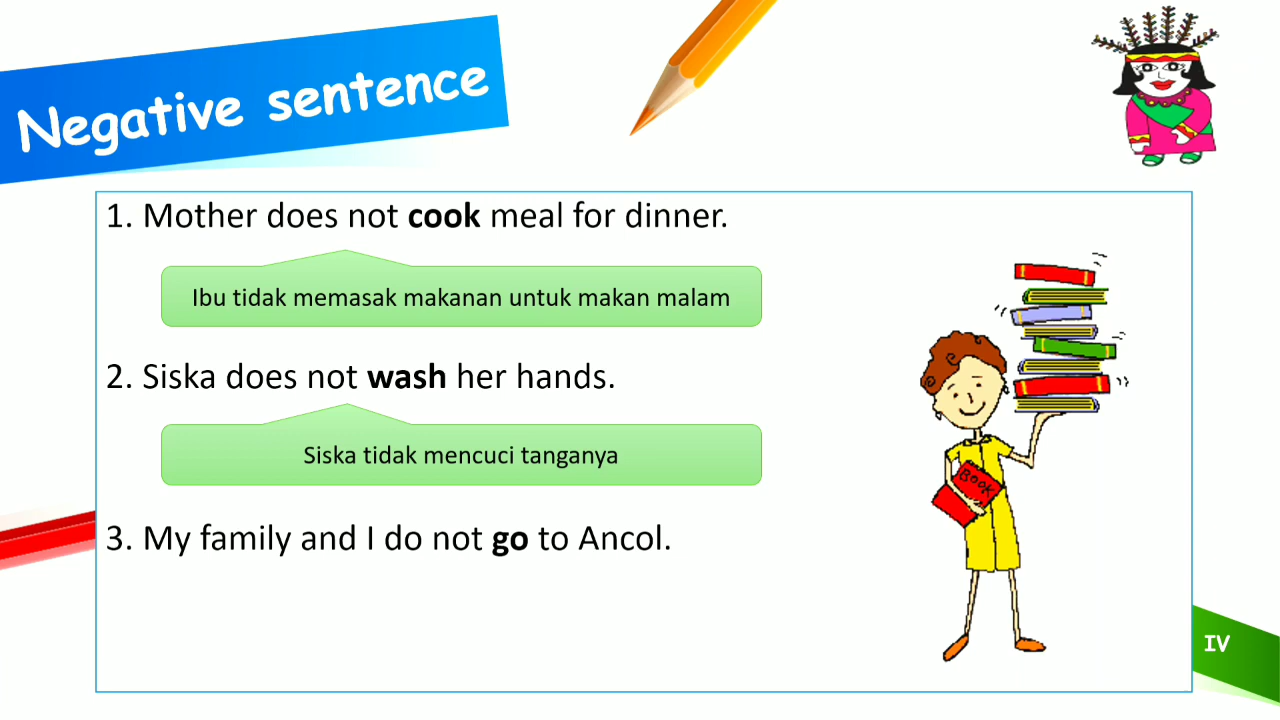 Negative sentence
1. Mother does not cook meal for dinner.
Ibu tidak memasak makanan untuk makan malam
2. Siska does not wash her hands.
Siska tidak mencuci tanganya
3. My family and I do not go to Ancol.
BOOK
IV